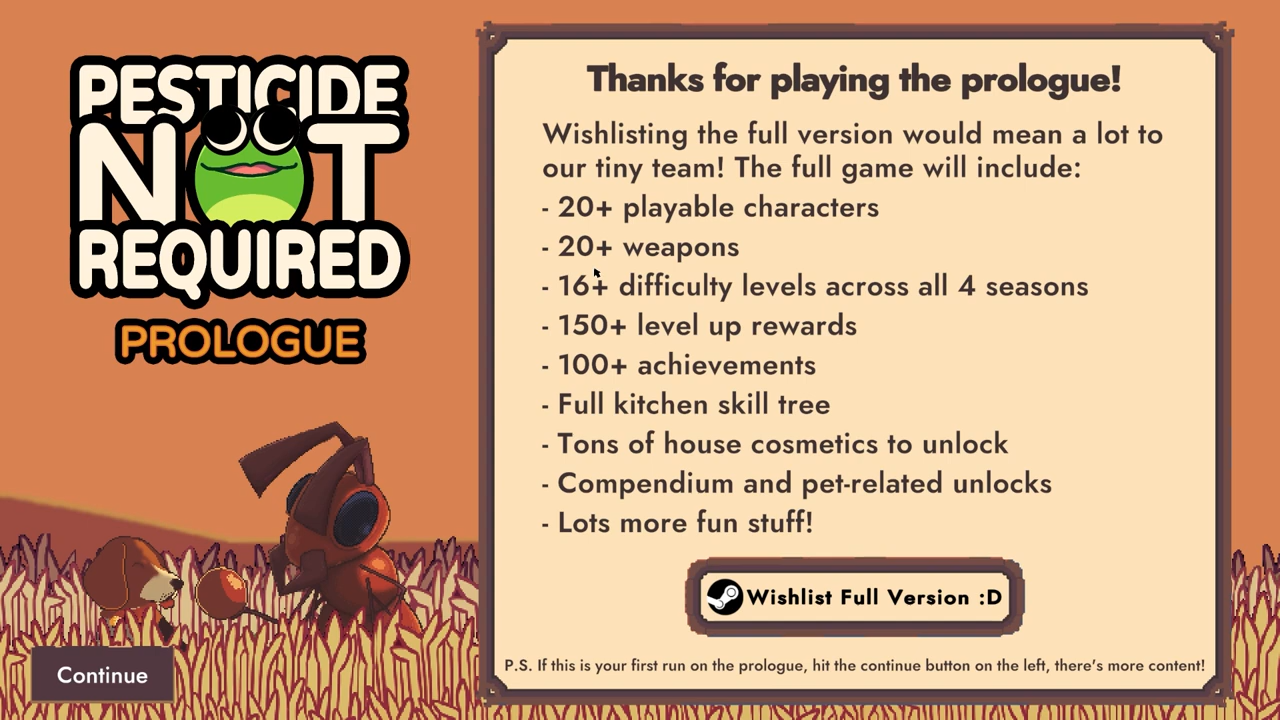 PESTICIDE
NOT
REQUIRED
PROLOGUE
Continue
Thanks for playing the prologue!
Wishlisting the full version would mean a lot to
our tiny team! The full game will include:
- 20+ playable characters
- 20+ weapons
- 16+ difficulty levels across all 4 seasons
- 150+ level up rewards
- 100+ achievements
- Full kitchen skill tree
- Tons of house cosmetics to unlock
- Compendium and pet-related unlocks
- Lots more fun stuff!
Wishlist Full Version :D
P.S. If this is your first run on the prologue, hit the continue button on the left, there's more content!